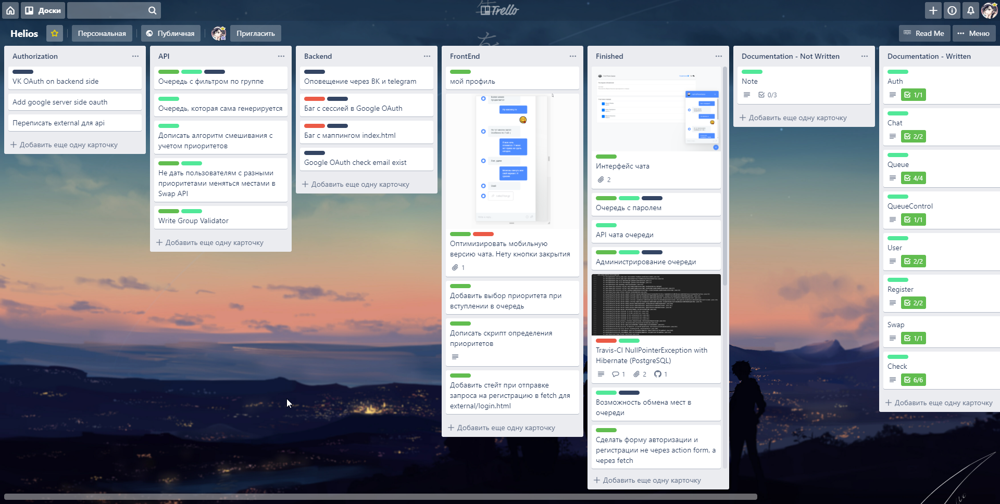 Доски
Trello
Helios
Персональная
Публичная
Пригласить
Read Me
Меню
Authorization
VK OAuth on backend side
Add google server side oauth
Переписать external для api
Добавить еще одну карточку
API
Очередь с фильтром по группе
Очередь, которая сама генерируется
Дописать алгоритм смешивания с
учетом приоритетов
Не дать пользователям с разными
приоритетами меняться местами в
Swap API
Write Group Validator
Добавить еще одну карточку
Backend
Оповещение через ВК и telegram
Баг с сессией в Google OAuth
Баг с маппингом index.html
Google OAuth check email exist
Добавить еще одну карточку
FrontEnd
мой профиль
Оптимизировать мобильную
версию чата. Нету кнопки закрытия
1
Добавить выбор приоритета при
вступлении в очередь
Дописать скрипт определения
приоритетов
Добавить стейт при отправке
запроса на регистрацию в fetch для
external/login.html
Добавить еще одну карточку
Finished
Интерфейс чата
2
Очередь с паролем
API чата очереди
Администрирование очереди
Travis-CI NullPointerException with
Hibernate (PostgreSQL)
1 2 1
Возможность обмена мест в
очереди
Сделать форму авторизации и
регистрации не через action form, а
через fetch
Добавить еще одну карточку
Documentation - Not Written
Note
0/3
Добавить еще одну карточку
Documentation - Written
Auth
1/1
Chat
2/2
Queue
4/4
QueueControl
1/1
User
2/2
Register
2/2
Swap
1/1
Check
6/6
Добавить еще одну карточку